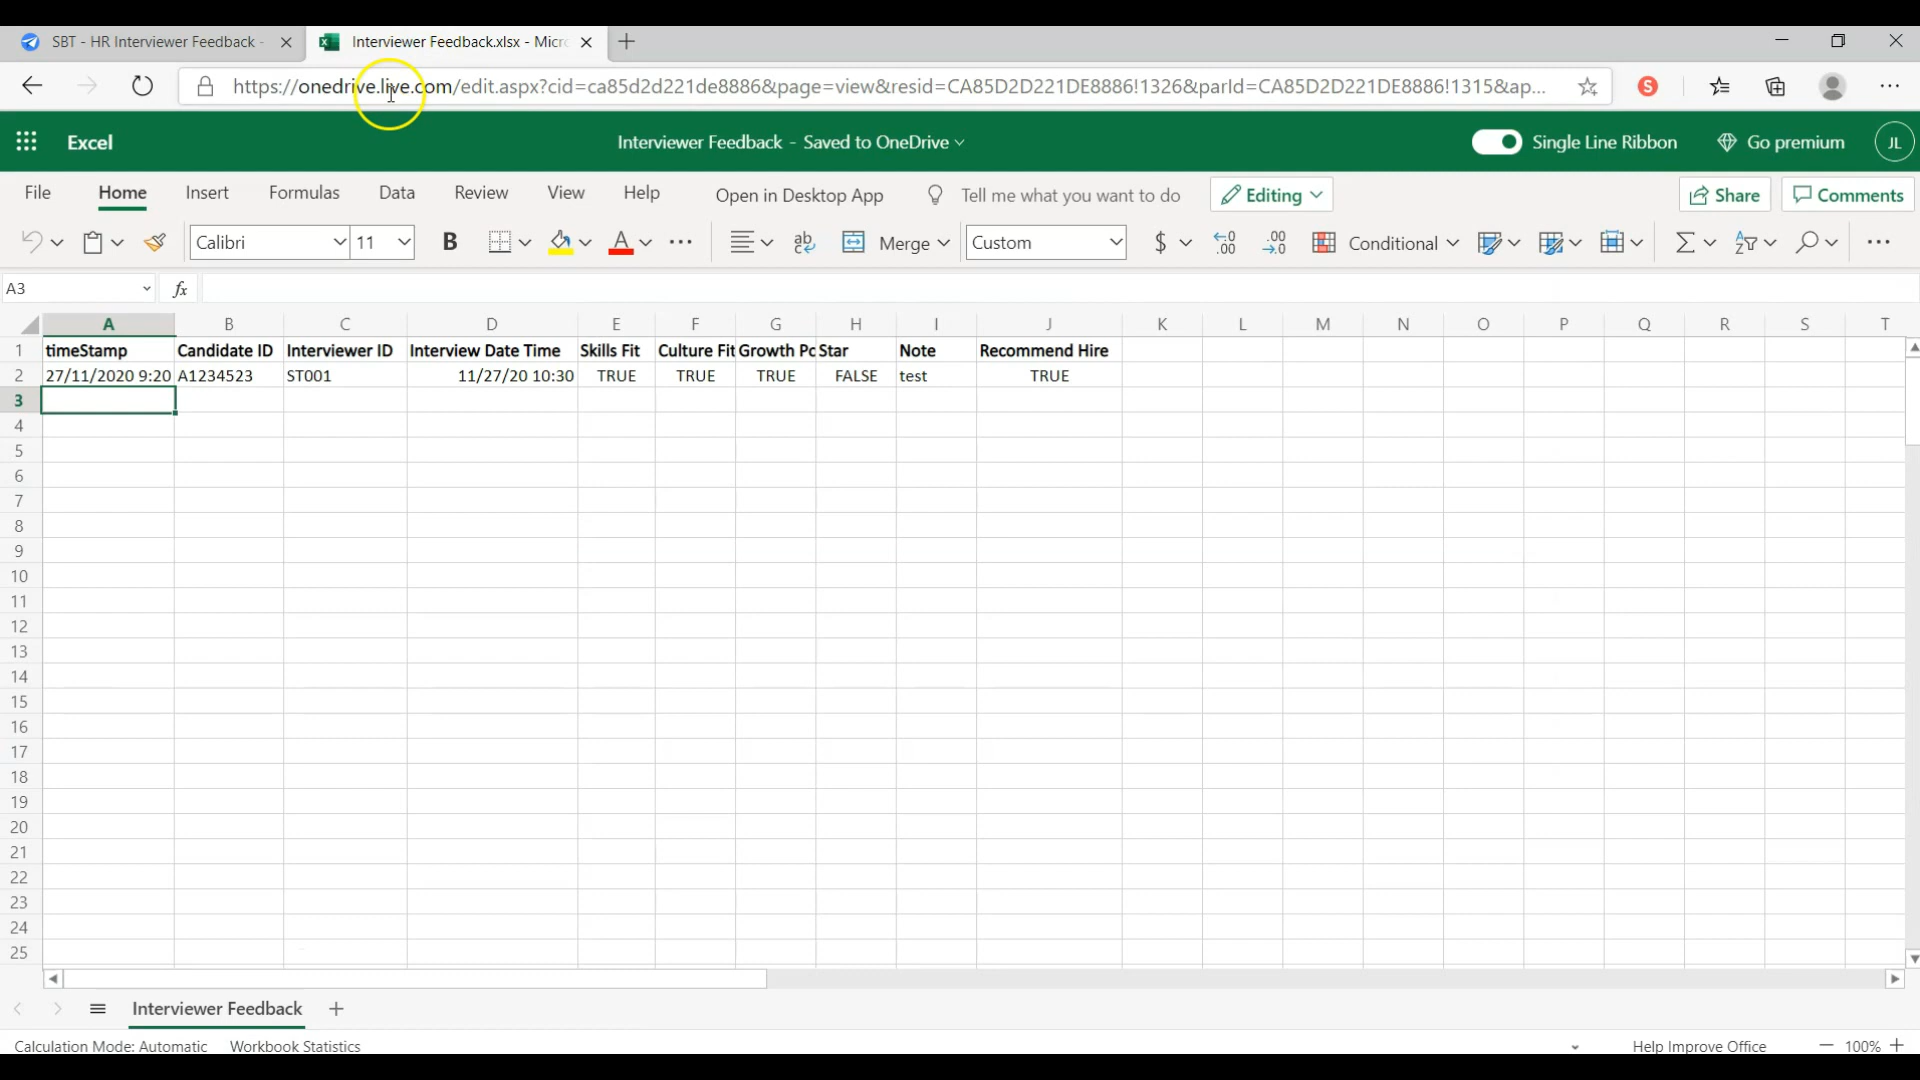 SBT - HR Interviewer Feedback -
Interviewer Feedback.xlsx - Micr
https://onedrive.live.com/edit.aspx?cid=ca85d2d221de8886&page=view&resid=CA85D2D221DE8886!1326&parId=CA85D2D221DE8886!1315&ap...
S
Excel
Interviewer Feedback - Saved to OneDrive
Single Line Ribbon
Go premium
JL
File Home Insert Formulas Data Review View Help Open in Desktop App Tell me what you want to do Editing Share Comments
Calibri 11 B A ab Merge Custom $ .00 .00 Conditional
A3 fx
A B C D E F G H I J K L M N O P Q R S T
1 timeStamp Candidate ID Interviewer ID Interview Date Time Skills Fit Culture Fit Growth Po Star Note Recommend Hire
2 27/11/2020 9:20 A1234523 ST001 11/27/20 10:30 TRUE TRUE TRUE FALSE test TRUE
3
4
5
6
7
8
9
10
11
12
13
14
15
16
17
18
19
20
21
22
23
24
25
Interviewer Feedback
Calculation Mode: Automatic Workbook Statistics Help Improve Office 100%